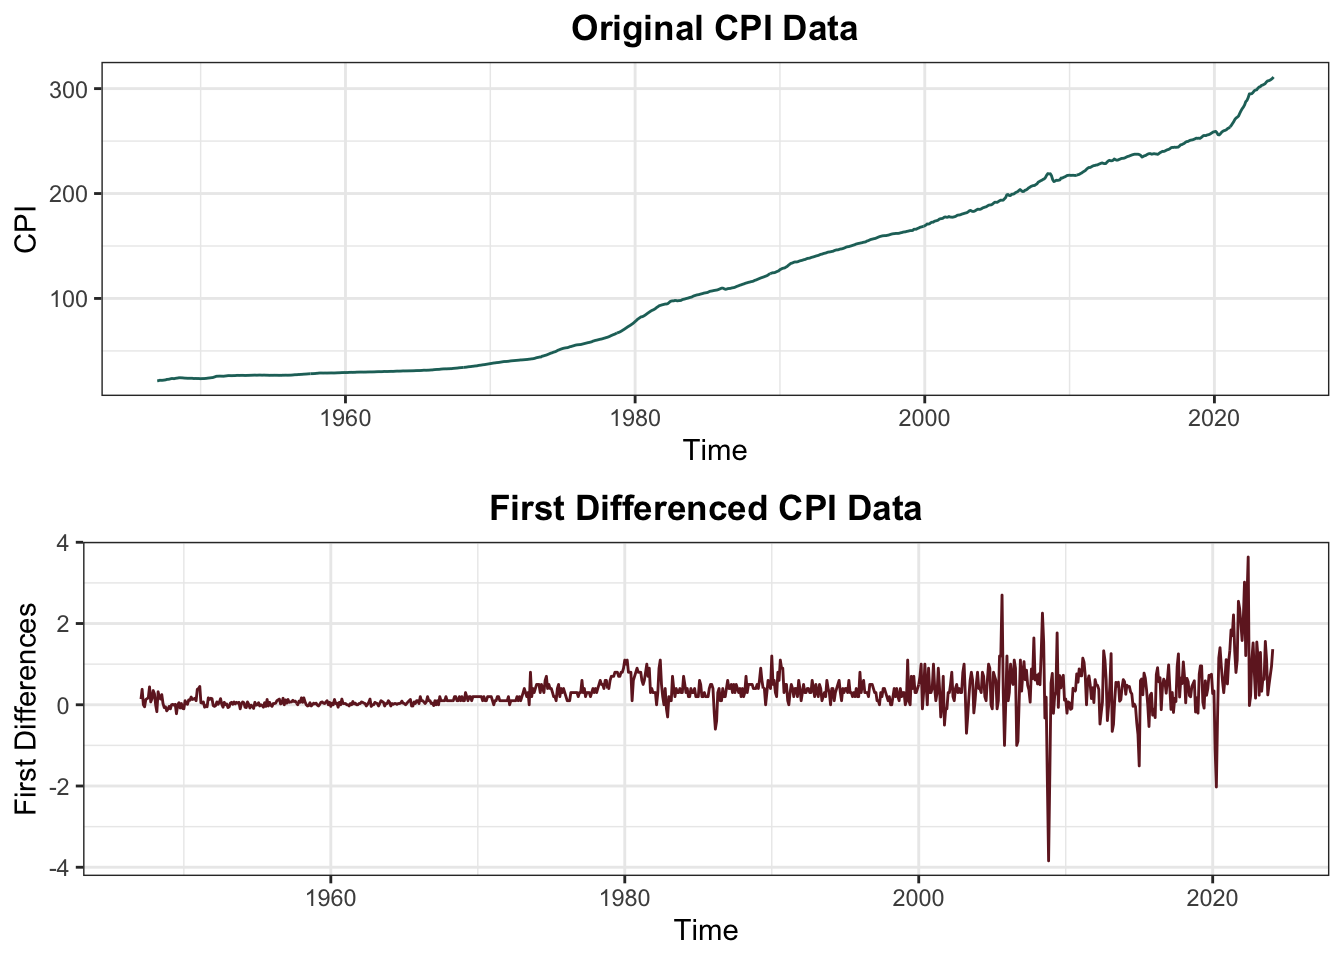 Original CPI Data
300
200
100
CPI
1960 1980 2000 2020
Time
First Differenced CPI Data
4
2
0
-2
-4
First Differences
1960 1980 2000 2020
Time